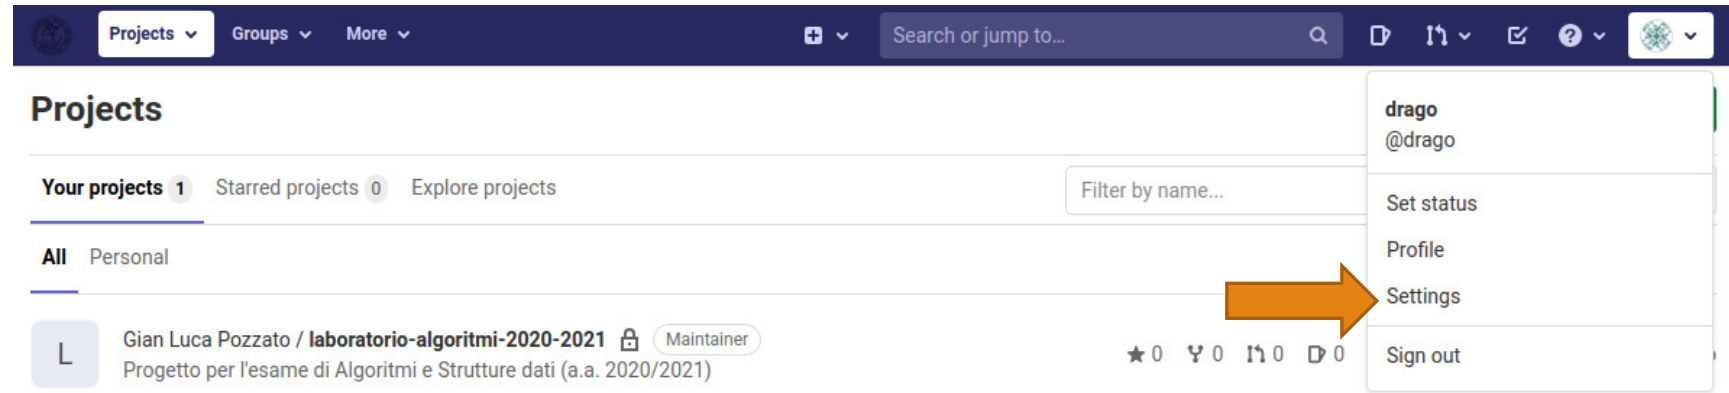 Projects Groups More Search or jump to...
Projects
drago
@drago
Your projects 1 Starred projects 0 Explore projects Filter by name...
Set status
All Personal
Profile
Settings
L Gian Luca Pozzato / laboratorio-algoritmi-2020-2021 Maintainer
0 0 0 0
Progetto per l'esame di Algoritmi e Strutture dati (a.a. 2020/2021)
Sign out